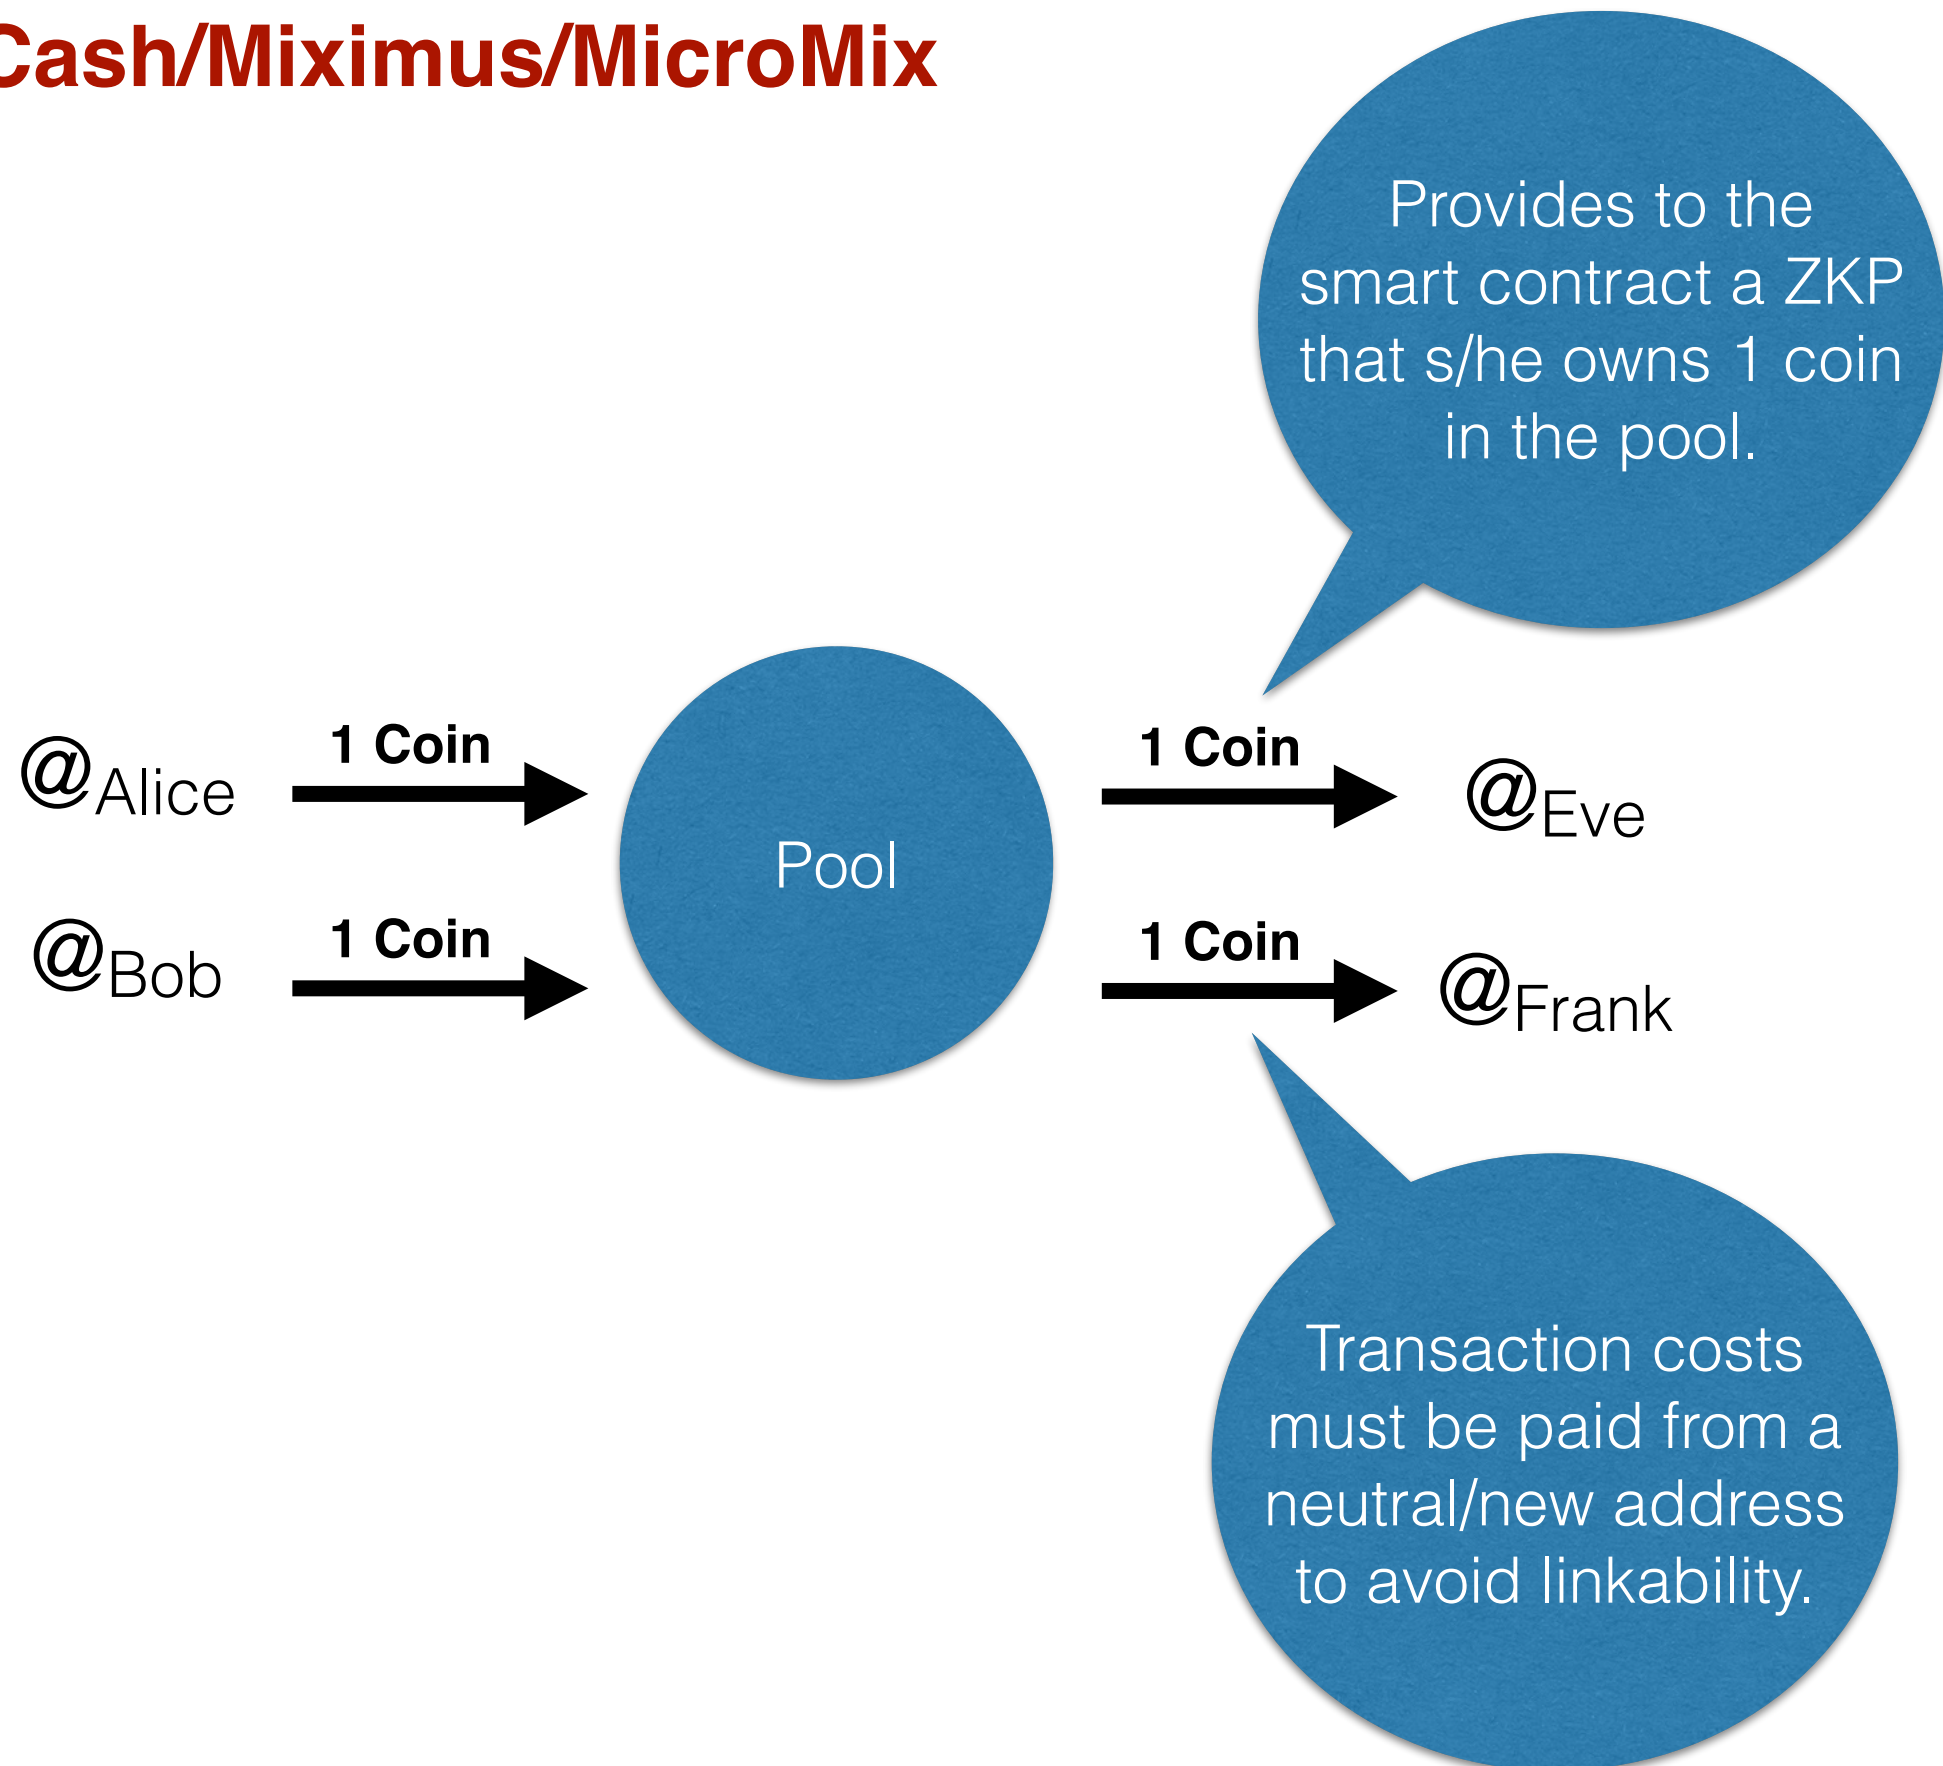 Cash/Miximus/MicroMix
Provides to the
smart contract a ZKP
that s/he owns 1 coin
in the pool.
@Alice
1 Coin
Pool
1 Coin
@Eve
@Bob
1 Coin
1 Coin
@Frank
Transaction costs
must be paid from a
neutral/new address
to avoid linkability.